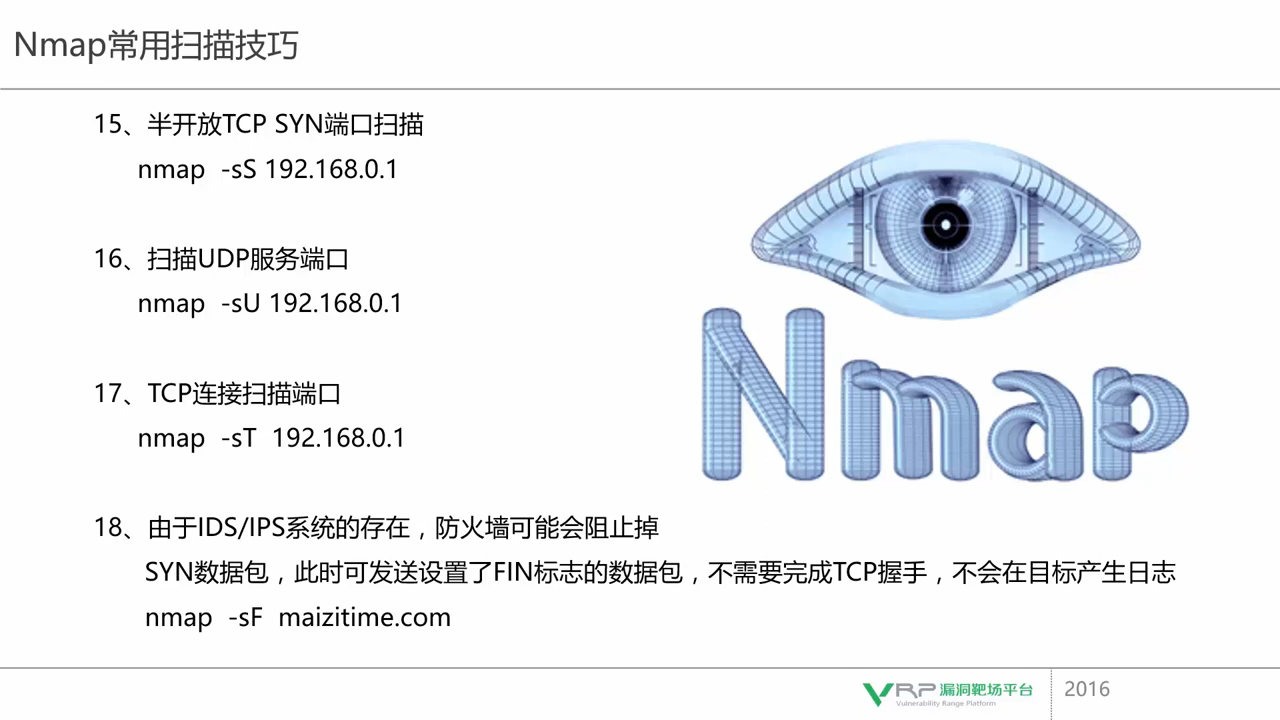 Nmap常用扫描技巧
15、半开放TCP SYN端口扫描
nmap -sS 192.168.0.1
16、扫描UDP服务端口
nmap -sU 192.168.0.1
17、TCP连接扫描端口
nmap -sT 192.168.0.1
18、由于IDS/IPS系统的存在，防火墙可能会阻止掉
SYN数据包，此时可发送设置了FIN标志的数据包，不需要完成TCP握手，不会在目标产生日志
nmap -sF maizitime.com
Nmap
VRP 漏洞靶场平台
Vulnerability Range Platform
2016